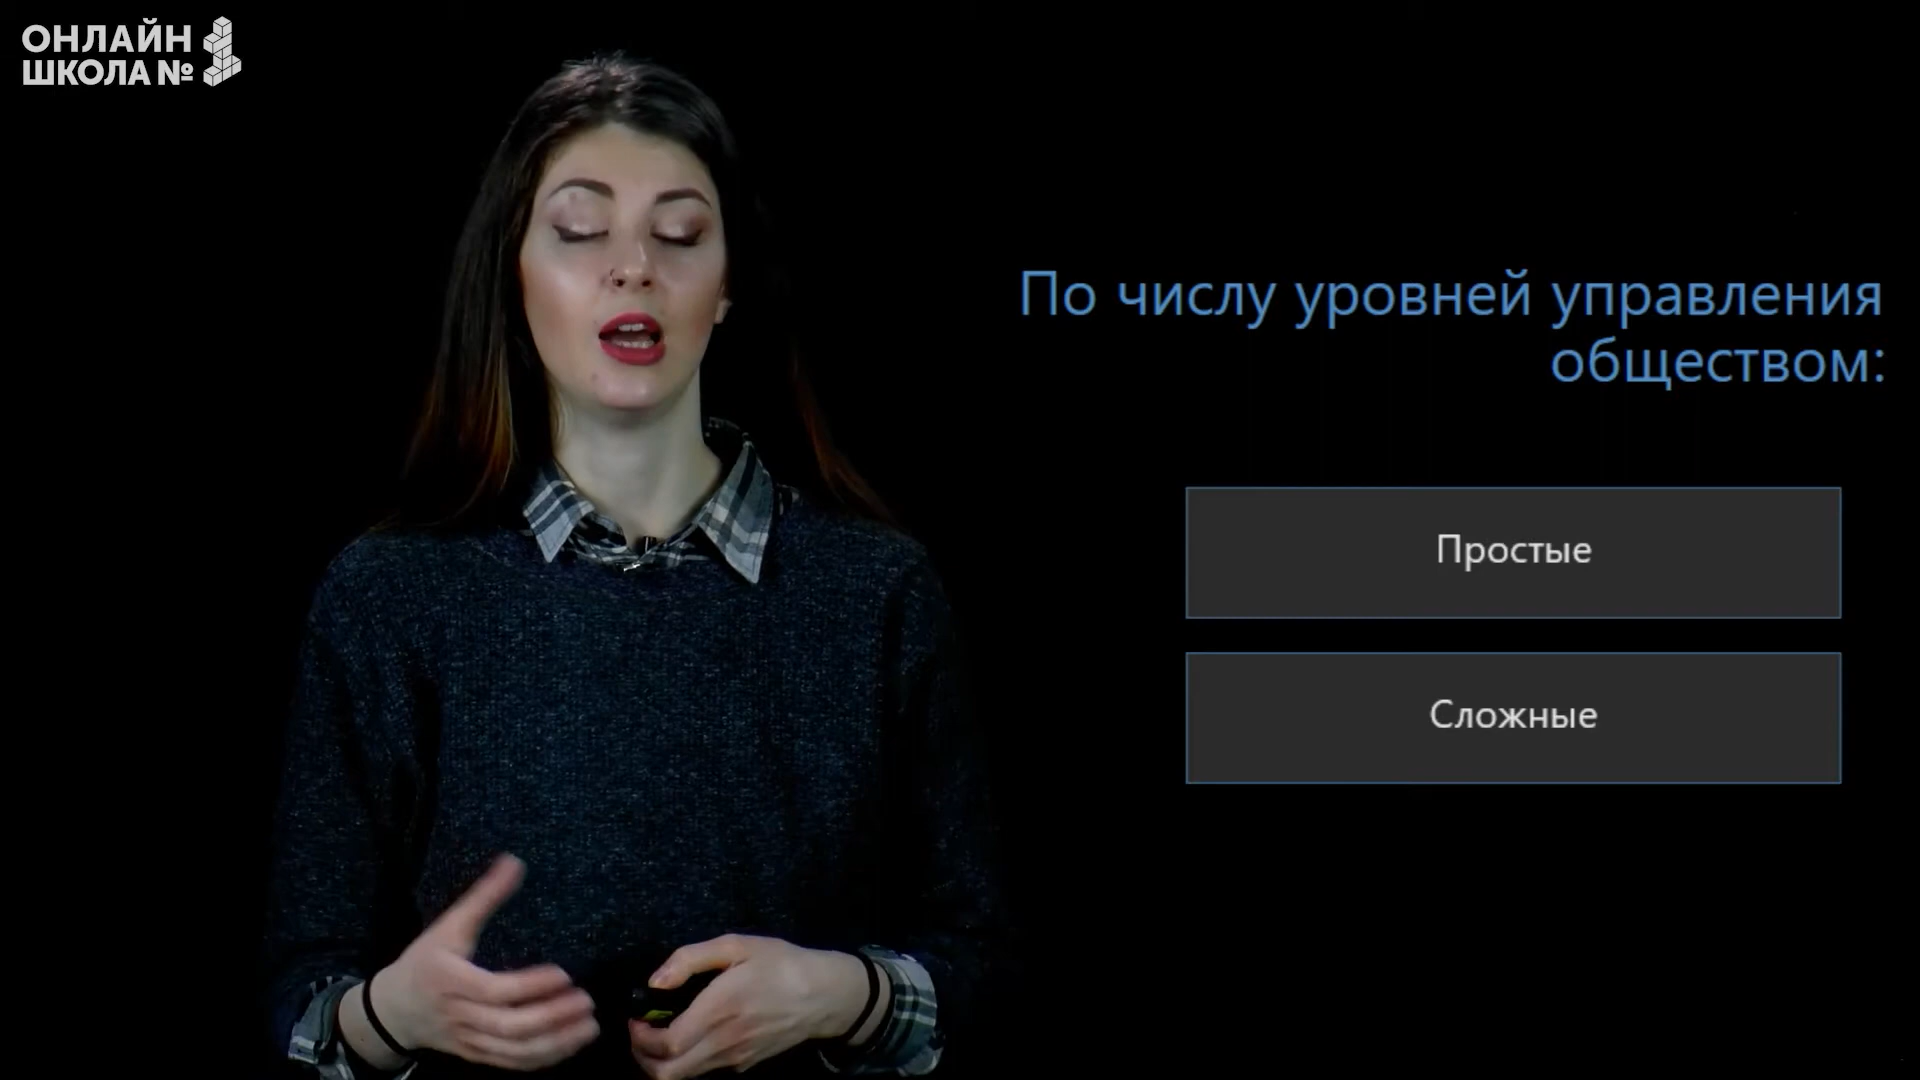 ОНЛАЙН
ШКОЛА №
По числу уровней управления
обществом:
Простые
Сложные